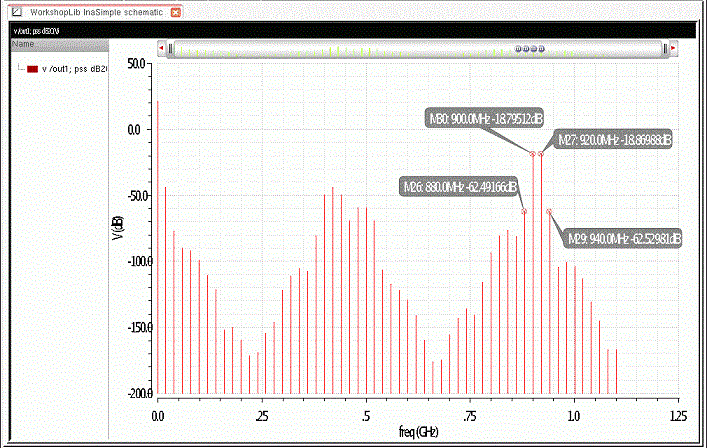 WorkshopLib lnaSimple schematic
v /out1; pss dB20(V)
Name
v /out1; pss dB20
50.0
M30: 900.0MHz -18.79512dB
0.0
M27: 920.0MHz -18.86988dB
M26: 880.0MHz -62.49166dB
-50.0
V (dB)
M29: 940.0MHz -62.52981dB
-100.0
-150.0
-200.0
0.0 .25 .5 .75 1.0 1.25
freq (GHz)